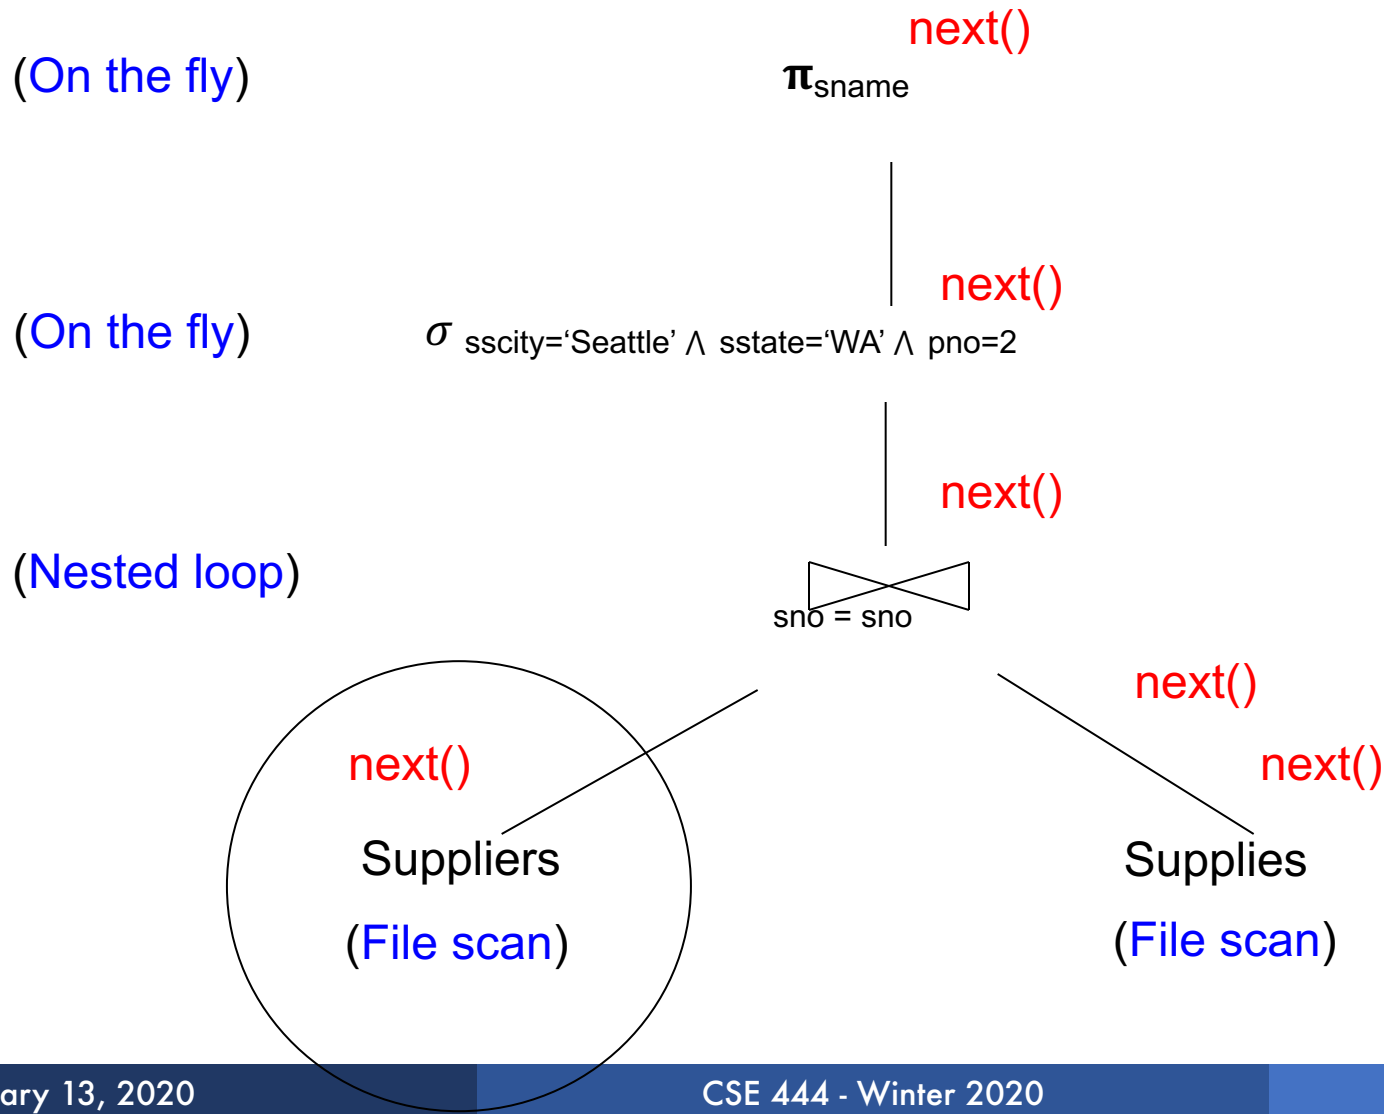 next()
(On the fly)
πsname
next()
(On the fly)
σ sscity=‘Seattle’ ∧ sstate=‘WA’ ∧ pno=2
next()
(Nested loop)
sno = sno
next()
next()
next()
Suppliers
Supplies
(File scan)
(File scan)
ary 13, 2020
CSE 444 - Winter 2020